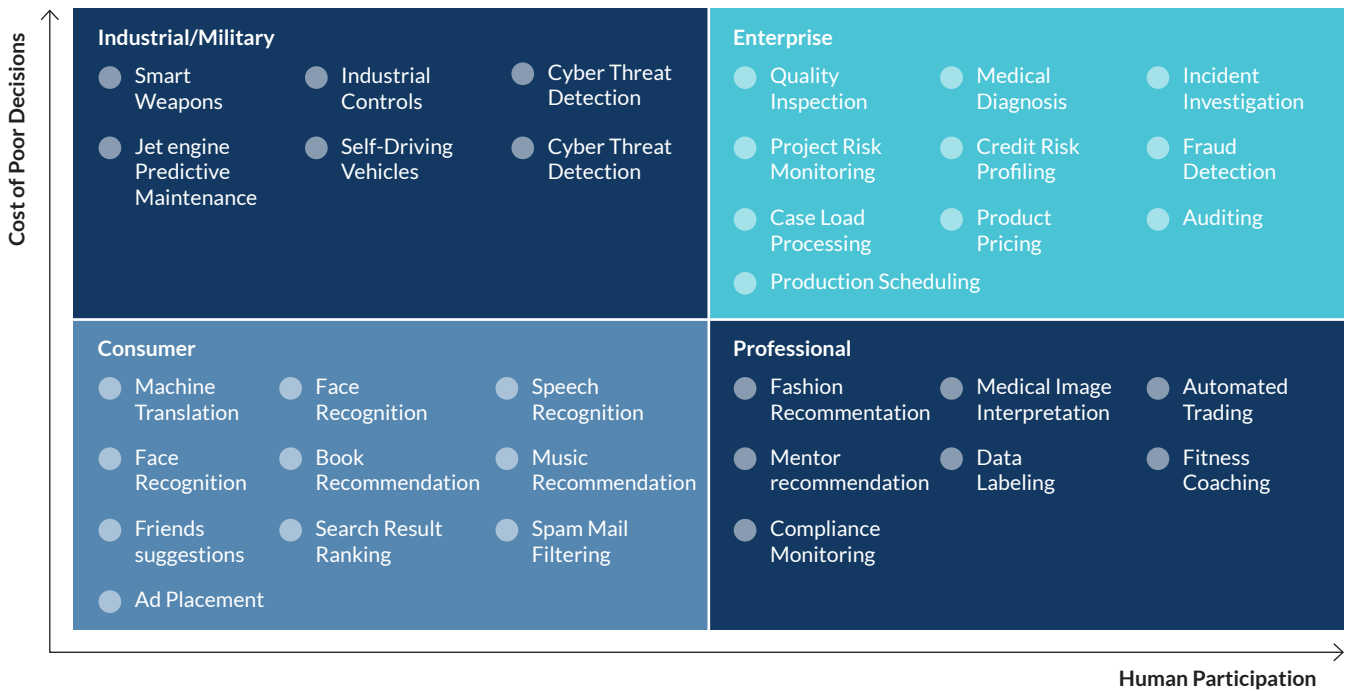 Cost of Poor Decisions
Industrial/Military
Smart
Weapons
Industrial
Controls
Cyber Threat
Detection
Jet engine
Predictive
Maintenance
Self-Driving
Vehicles
Cyber Threat
Detection
Enterprise
Quality
Inspection
Medical
Diagnosis
Incident
Investigation
Project Risk
Monitoring
Credit Risk
Profiling
Fraud
Detection
Case Load
Processing
Product
Pricing
Auditing
Production Scheduling
Consumer
Machine
Translation
Face
Recognition
Speech
Recognition
Face
Recognition
Book
Recommendation
Music
Recommendation
Friends
suggestions
Search Result
Ranking
Spam Mail
Filtering
Ad Placement
Professional
Fashion
Recommentation
Medical Image
Interpretation
Automated
Trading
Mentor
recommendation
Data
Labeling
Fitness
Coaching
Compliance
Monitoring
Human Participation